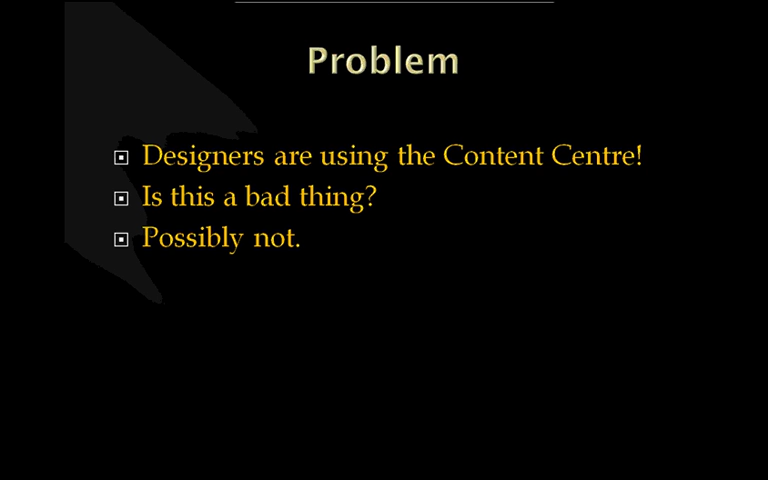 Problem
Designers are using the Content Centre!
Is this a bad thing?
Possibly not.